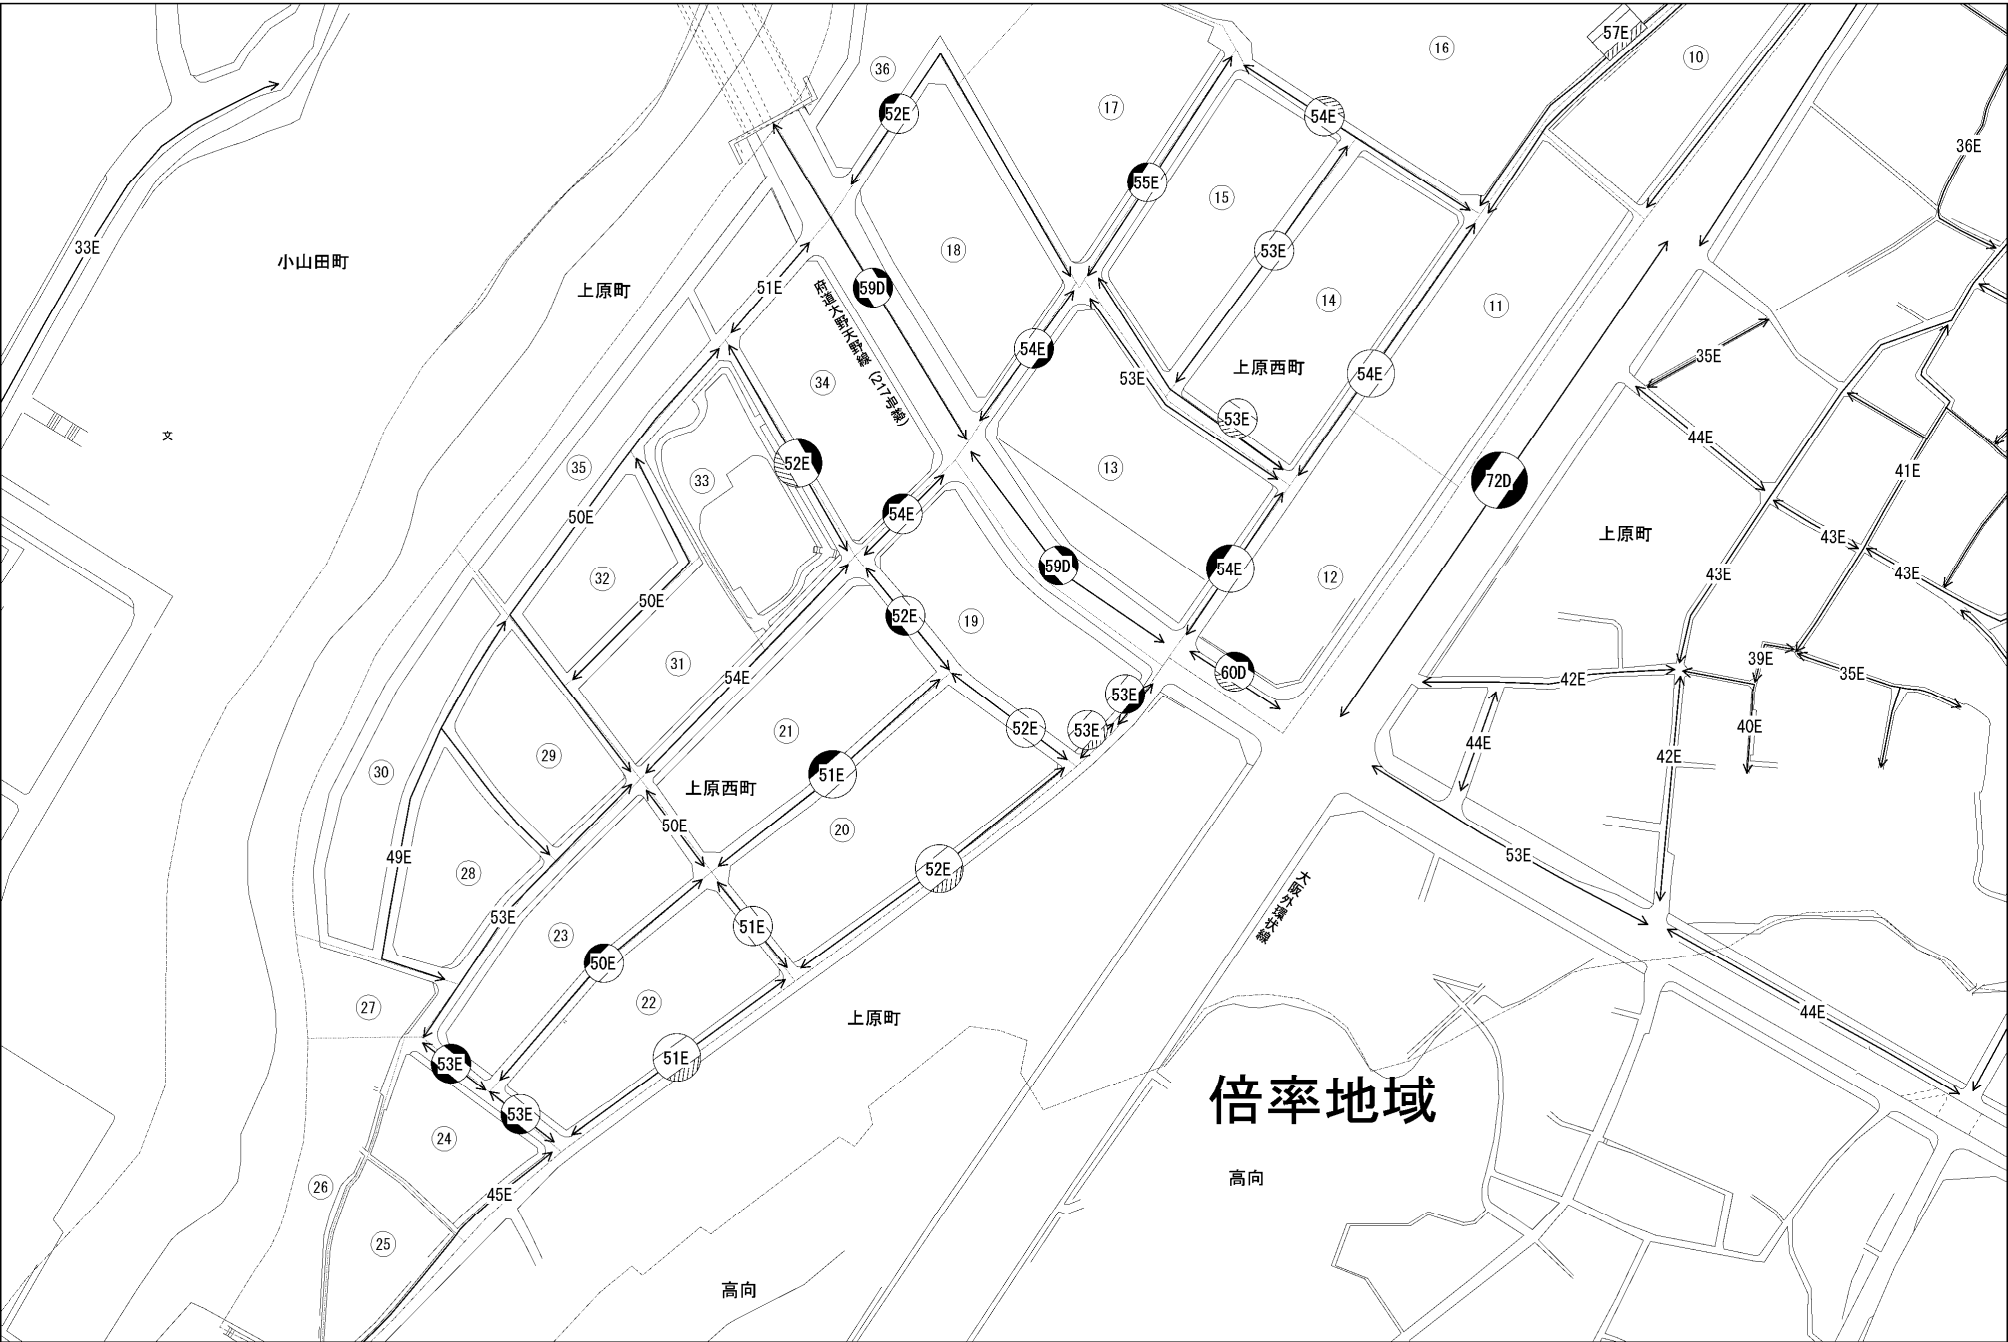 57E
16
10
36
17
52E
54E
36E
55E
15
33E
小山田町
上原町
51E
59D
18
53E
14
11
府道大野天野線 (217号線)
54E
35E
34
53E
上原西町
54E
53E
44E
文
35
33
52E
13
72D
41E
50E
54E
上原町
43E
32
50E
59D
54E
12
43E
43E
52E
19
31
54E
60D
42E
39E
35E
53E
53E
52E
40E
21
44E
42E
29
30
51E
上原西町
50E
20
53E
49E
28
52E
大阪外環状線
53E
51E
23
50E
22
27
上原町
44E
51E
53E
倍率地域
53E
24
高向
26
45E
25
高向